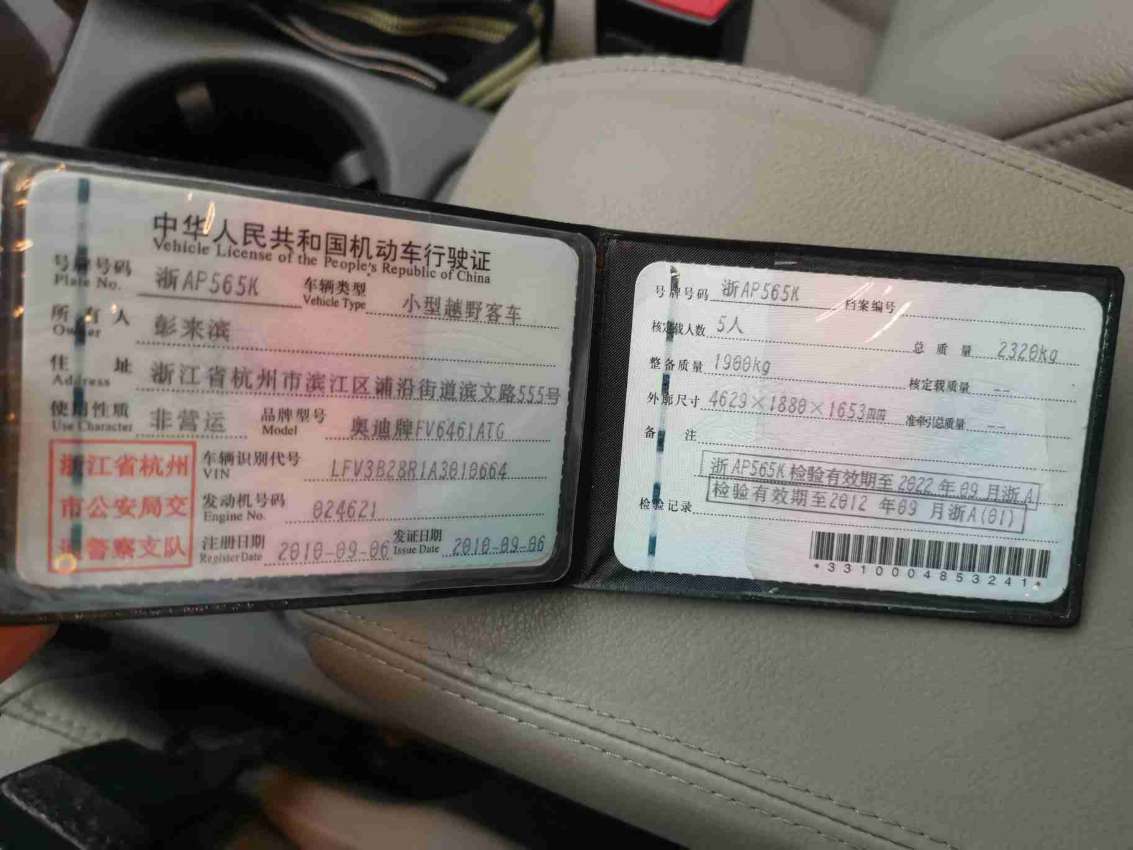 中华人民共和国机动车行驶证
Vehicle License of the People's Republic of China
号牌号码 浙AP565K 车辆类型 小型越野客车
Plate No. Vehicle Type
所有人 彭来滨
Owner
住址 浙江省杭州市滨江区浦沿街道滨文路555号
Address
使用性质 非营运 品牌型号 奥迪牌FV6461ATG
Use Character Model
浙江省杭州
市公安局交
通警察支队
车辆识别代号 LFV3B28R1A3010664
VIN
发动机号码 024621
Engine No.
注册日期 2010-09-06 发证日期 2010-09-06
Register Date Issue Date
号牌号码 浙AP565K 档案编号
核定载人数 5人 总质量 2320kg
整备质量 1900kg 核定载质量 --
外廓尺寸 4629×1880×1653mm 准牵引总质量 --
备注
浙AP565K检验有效期至2022年09月浙A
检验有效期至2012年09月浙A(01)
检验记录
*3310004853241*